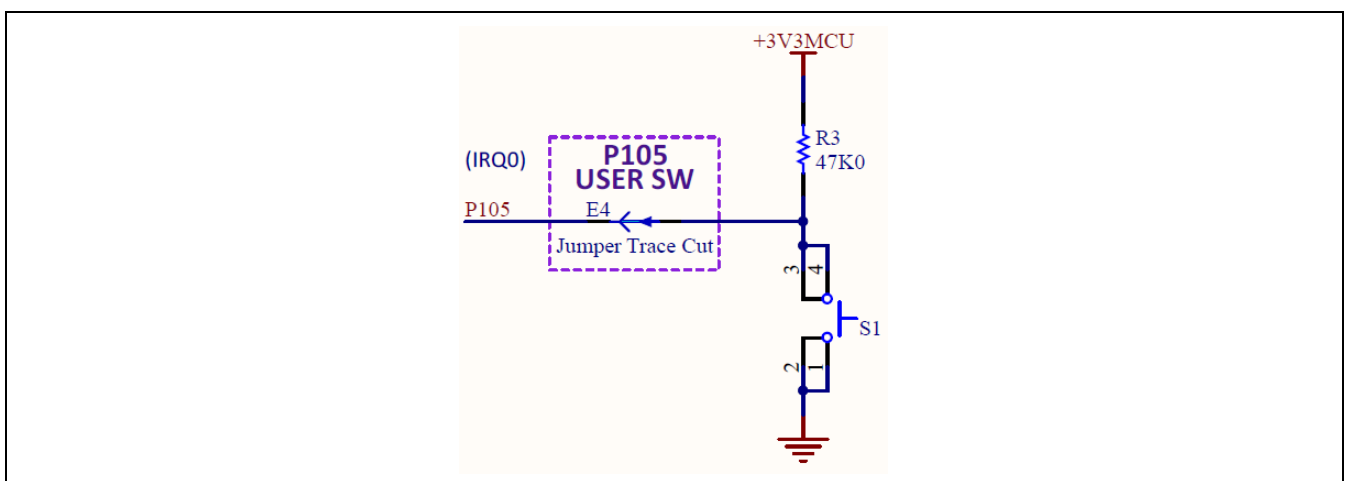 +3V3MCU
R3
47K0
(IRQ0)
P105
USER SW
P105
E4
Jumper Trace Cut
3
4
S1
2
1